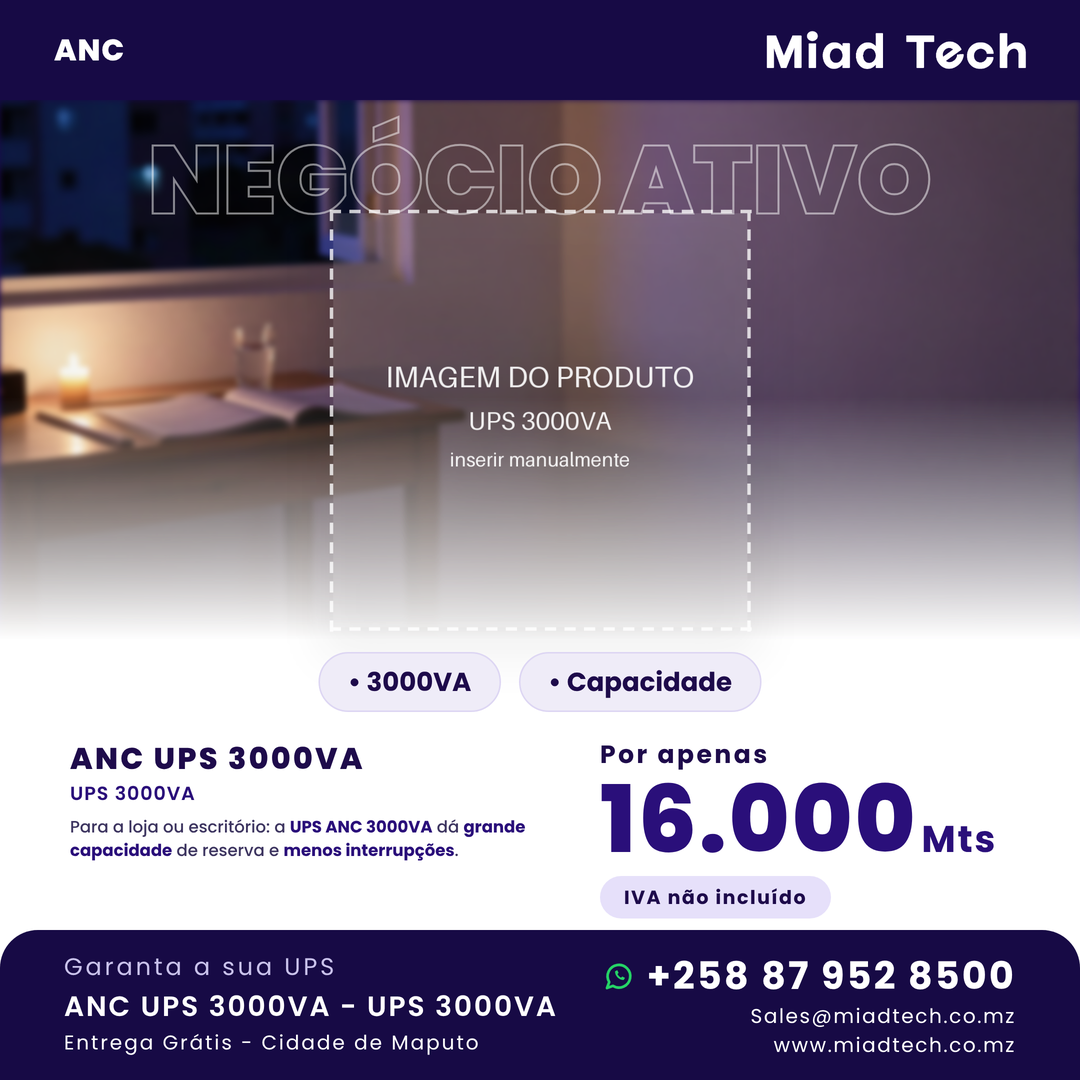 ANC
Miad Tech
NEGÓCIO ATIVO
IMAGEM DO PRODUTO
UPS 3000VA
inserir manualmente
• 3000VA
• Capacidade
ANC UPS 3000VA
UPS 3000VA
Para a loja ou escritório: a UPS ANC 3000VA dá grande
capacidade de reserva e menos interrupções.
Por apenas
16.000 Mts
IVA não incluído
Garanta a sua UPS
ANC UPS 3000VA – UPS 3000VA
Entrega Grátis – Cidade de Maputo
+258 87 952 8500
Sales@miadtech.co.mz
www.miadtech.co.mz